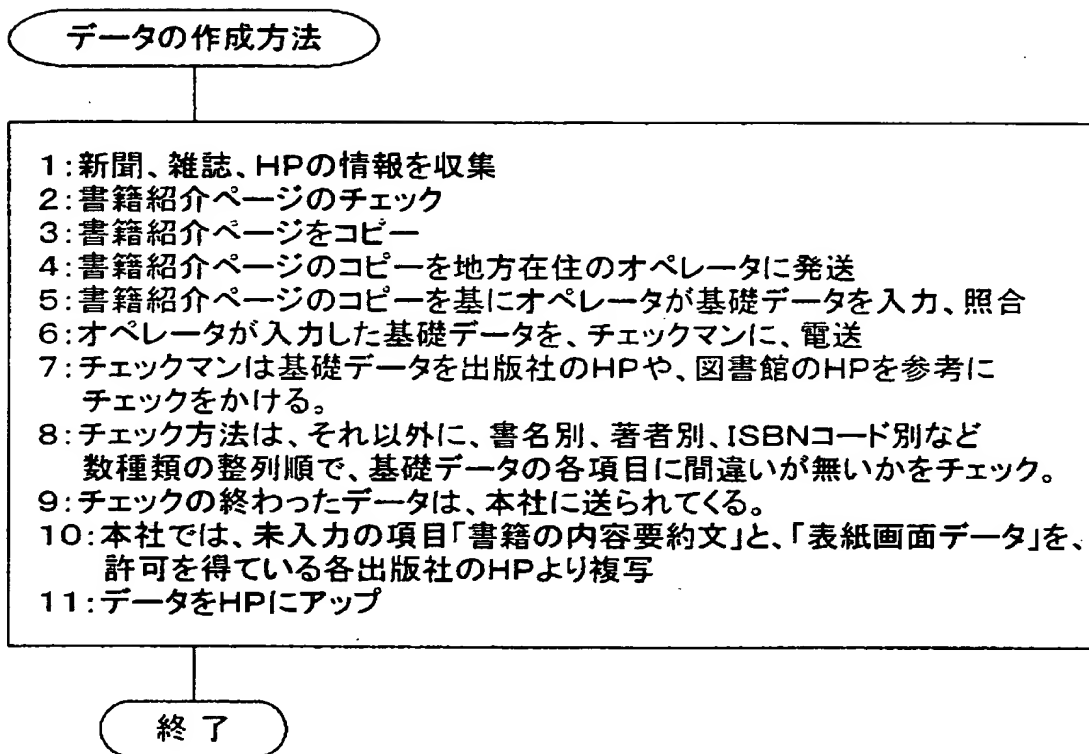 データの作成方法
1:新聞、雑誌、HPの情報を収集
2:書籍紹介ページのチェック
3:書籍紹介ページをコピー
4:書籍紹介ページのコピーを地方在住のオペレータに発送
5:書籍紹介ページのコピーを基にオペレータが基礎データを入力、照合
6:オペレータが入力した基礎データを、チェックマンに、電送
7:チェックマンは基礎データを出版社のHPや、図書館のHPを参考に
チェックをかける。
8:チェック方法は、それ以外に、書名別、著者別、ISBNコード別など
数種類の整列順で、基礎データの各項目に間違いが無いかをチェック。
9:チェックの終わったデータは、本社に送られてくる。
10:本社では、未入力の項目「書籍の内容要約文」と、「表紙画面データ」を、
許可を得ている各出版社のHPより複写
11:データをHPにアップ
終了